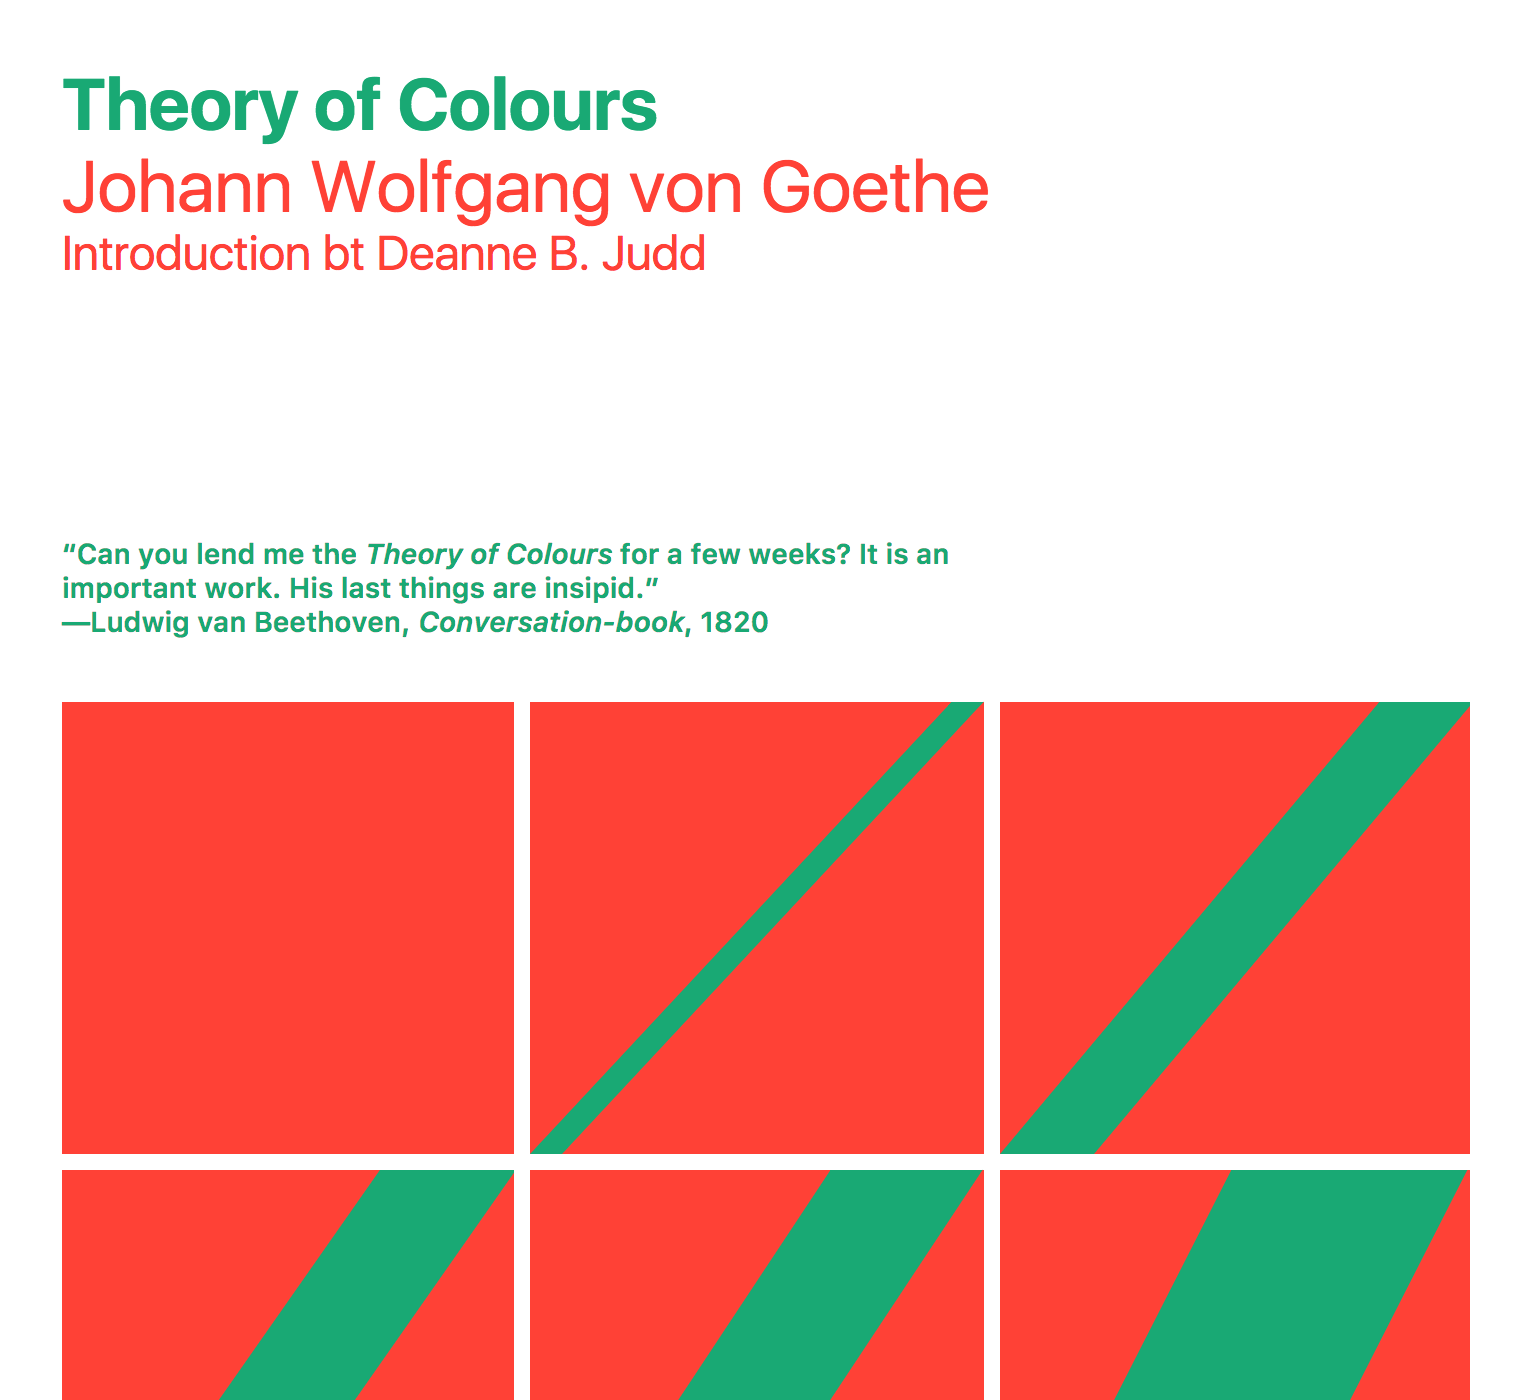 Theory of Colours
Johann Wolfgang von Goethe
Introduction bt Deanne B. Judd
“Can you lend me the Theory of Colours for a few weeks? It is an
important work. His last things are insipid.”
—Ludwig van Beethoven, Conversation-book, 1820